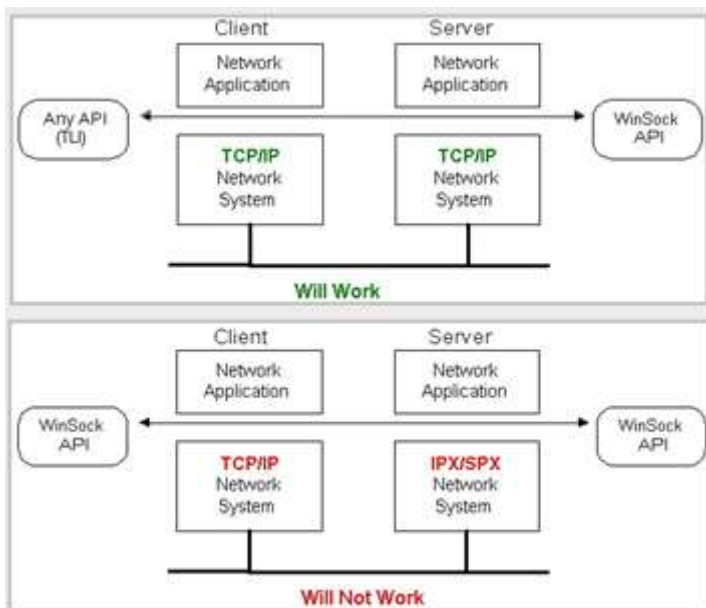 Client
Server
Network
Application
Network
Application
Any API
(TLI)
WinSock
API
TCP/IP
Network
System
TCP/IP
Network
System
Will Work
Client
Server
Network
Application
Network
Application
WinSock
API
WinSock
API
TCP/IP
Network
System
IPX/SPX
Network
System
Will Not Work